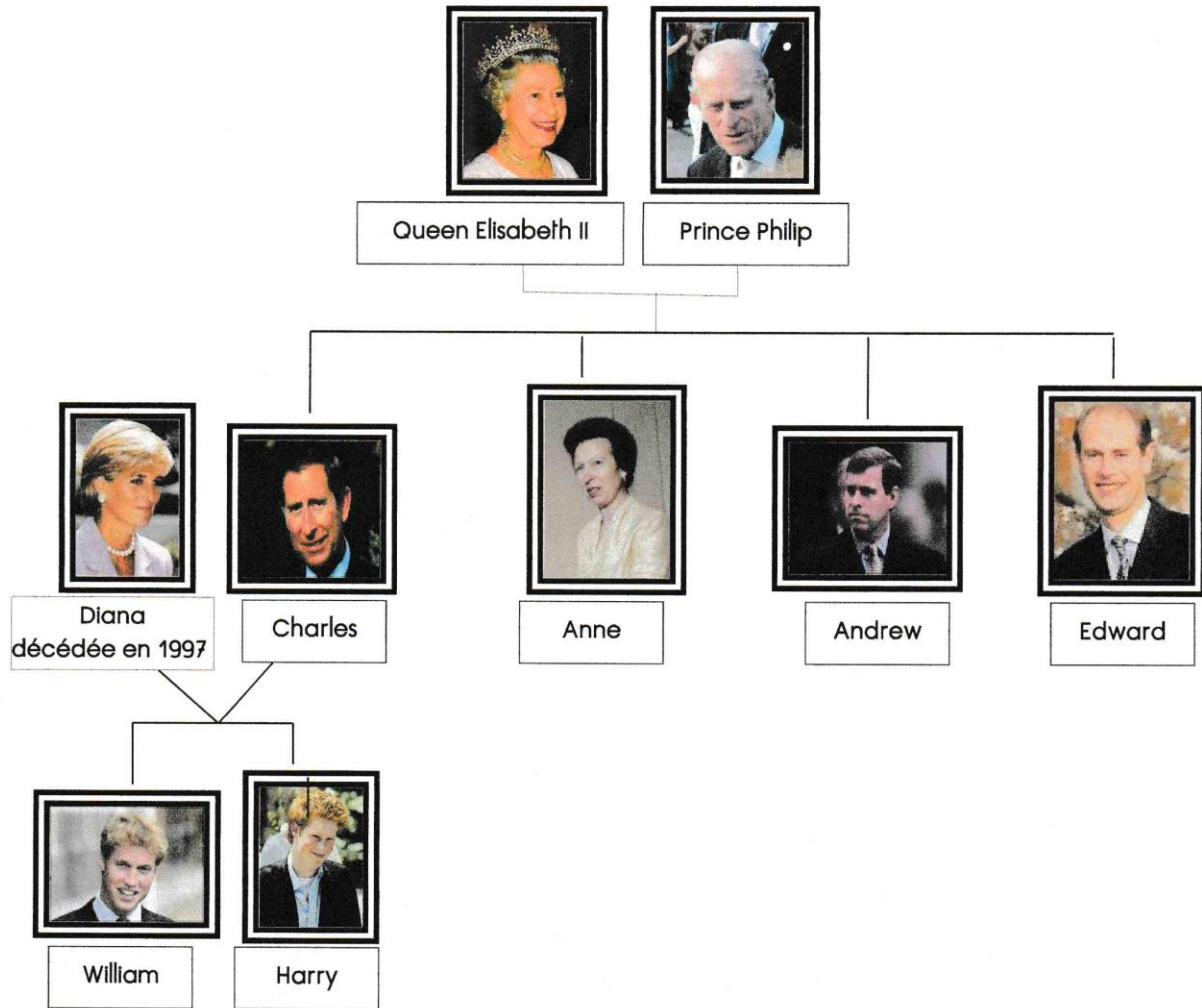 Queen Elisabeth II
Prince Philip
Diana
décédée en 1997
Charles
Anne
Andrew
Edward
William
Harry